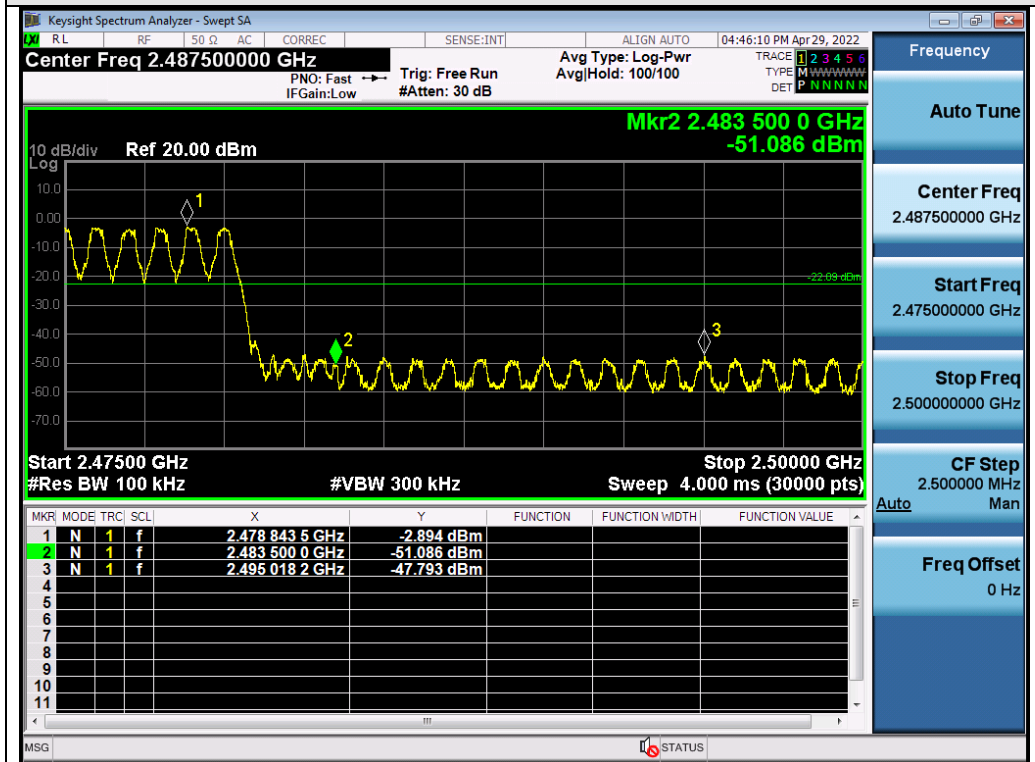 Keysight Spectrum Analyzer - Swept SA
LXI RL RF 50 Ω AC CORREC SENSE:INT ALIGN AUTO 04:46:10 PM Apr 29, 2022
Center Freq 2.487500000 GHz
PNO: Fast
IFGain:Low
Trig: Free Run
#Atten: 30 dB
Avg Type: Log-Pwr
Avg|Hold: 100/100
TRACE 1 2 3 4 5 6
TYPE M WWWWW
DET P N N N N N
Frequency
Mkr2 2.483 500 0 GHz
-51.086 dBm
10 dB/div Ref 20.00 dBm
Log
10.0
0.00
-10.0
-20.0
-30.0
-40.0
-50.0
-60.0
-70.0
1
2
3
-22.09 dBm
Start 2.47500 GHz Stop 2.50000 GHz
#Res BW 100 kHz #VBW 300 kHz Sweep 4.000 ms (30000 pts)
MKR MODE TRC SCL X Y FUNCTION FUNCTION WIDTH FUNCTION VALUE
1 N 1 f 2.478 843 5 GHz -2.894 dBm
2 N 1 f 2.483 500 0 GHz -51.086 dBm
3 N 1 f 2.495 018 2 GHz -47.793 dBm
4
5
6
7
8
9
10
11
MSG STATUS
Auto Tune
Center Freq
2.487500000 GHz
Start Freq
2.475000000 GHz
Stop Freq
2.500000000 GHz
CF Step
2.500000 MHz
Auto Man
Freq Offset
0 Hz